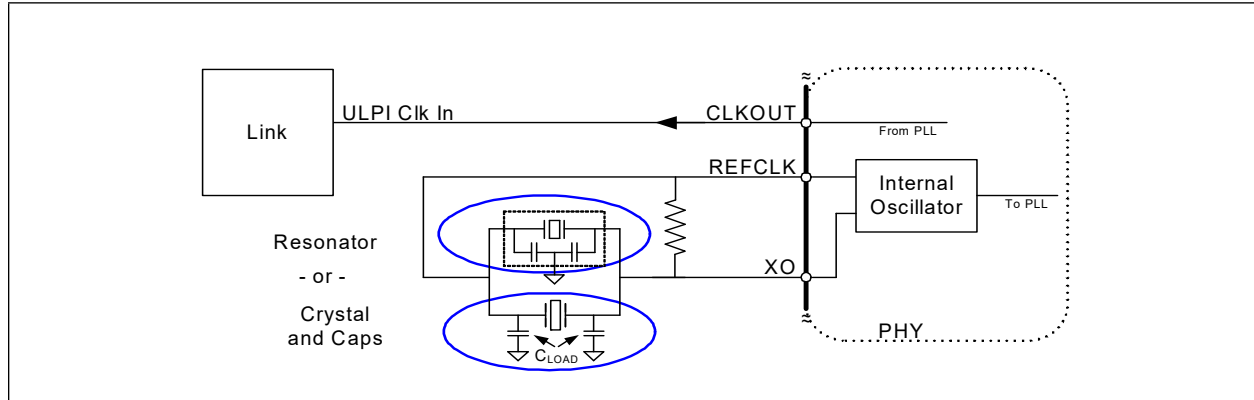 Link
ULPI Clk In
CLKOUT
From PLL
REFCLK
Internal
Oscillator
To PLL
Resonator
- or -
Crystal
and Caps
XO
CLOAD
PHY
≈
≈